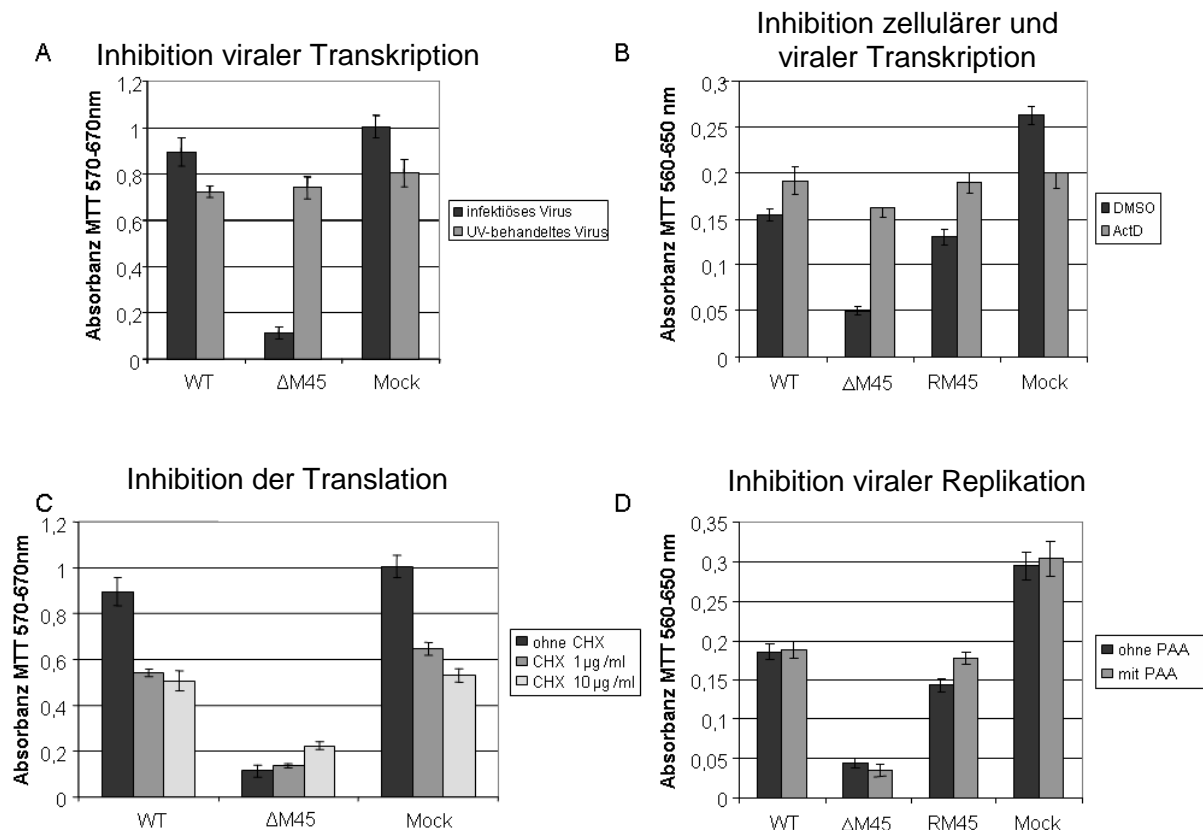 A
Inhibition viraler Transkription
Absorbanz MTT 570-670nm
1,2
1
0,8
0,6
0,4
0,2
0
WT
ΔM45
Mock
infektiöses Virus
UV-behandeltes Virus
B
Inhibition zellulärer und
viraler Transkription
Absorbanz MTT 560-650 nm
0,3
0,25
0,2
0,15
0,1
0,05
0
WT
ΔM45
RM45
Mock
DMSO
ActD
C
Inhibition der Translation
Absorbanz MTT 570-670nm
1,2
1
0,8
0,6
0,4
0,2
0
WT
ΔM45
Mock
ohne CHX
CHX 1µg/ml
CHX 10µg/ml
D
Inhibition viraler Replikation
Absorbanz MTT 560-650 nm
0,35
0,3
0,25
0,2
0,15
0,1
0,05
0
WT
ΔM45
RM45
Mock
ohne PAA
mit PAA